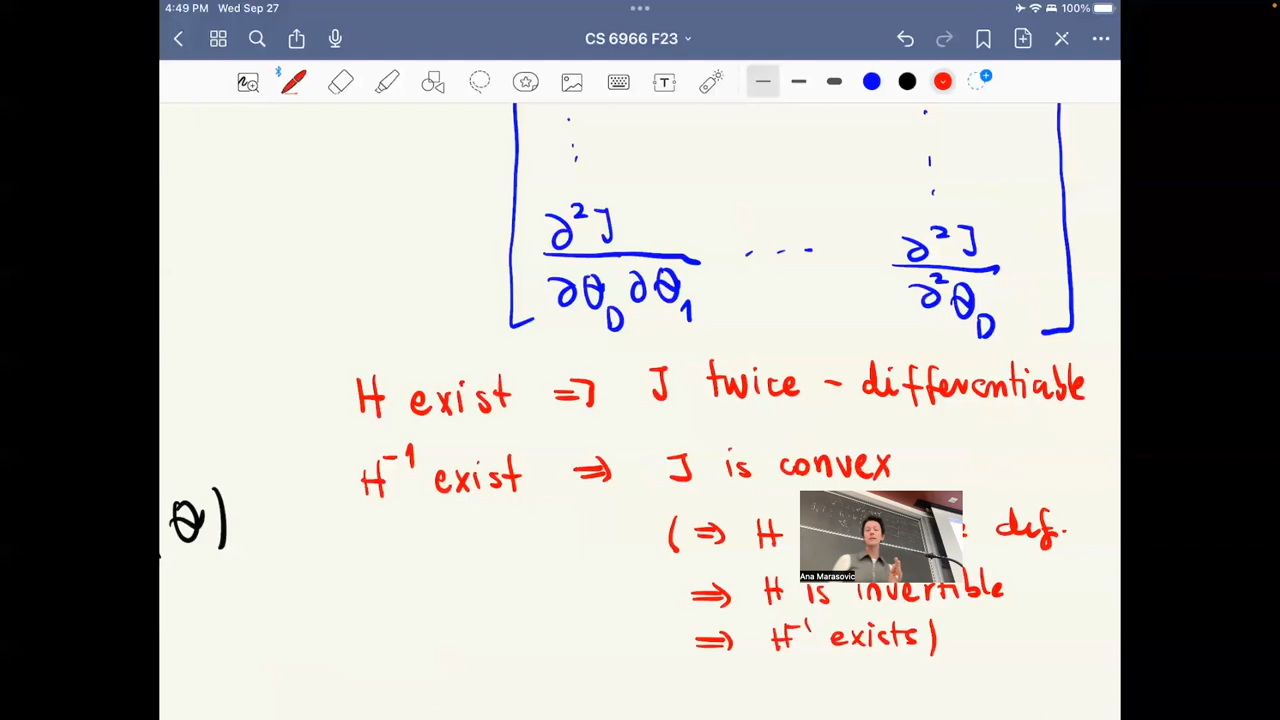 4:49 PM Wed Sep 27
100%
CS 6966 F23
∂²J
∂θ_D ∂θ_1
. . .
∂²J
∂²θ_D
H exist => J twice - differentiable
H⁻¹ exist => J is convex
θ)
(=> H def.
=> H is invertible
=> H⁻¹ exists)
Ana Marasovic